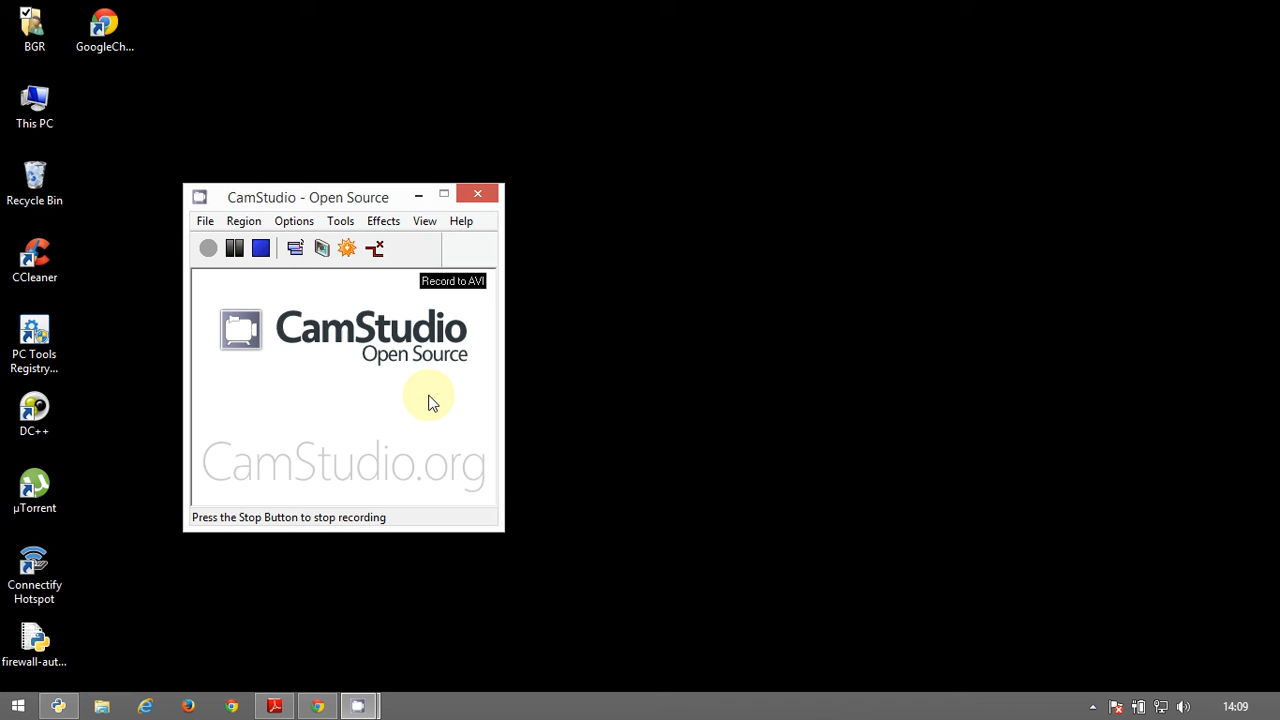 BGR
GoogleCh...
This PC
Recycle Bin
CCleaner
PC Tools
Registry...
DC++
µTorrent
Connectify
Hotspot
firewall-aut...
CamStudio - Open Source
File Region Options Tools Effects View Help
Record to AVI
CamStudio
Open Source
CamStudio.org
Press the Stop Button to stop recording
14:09